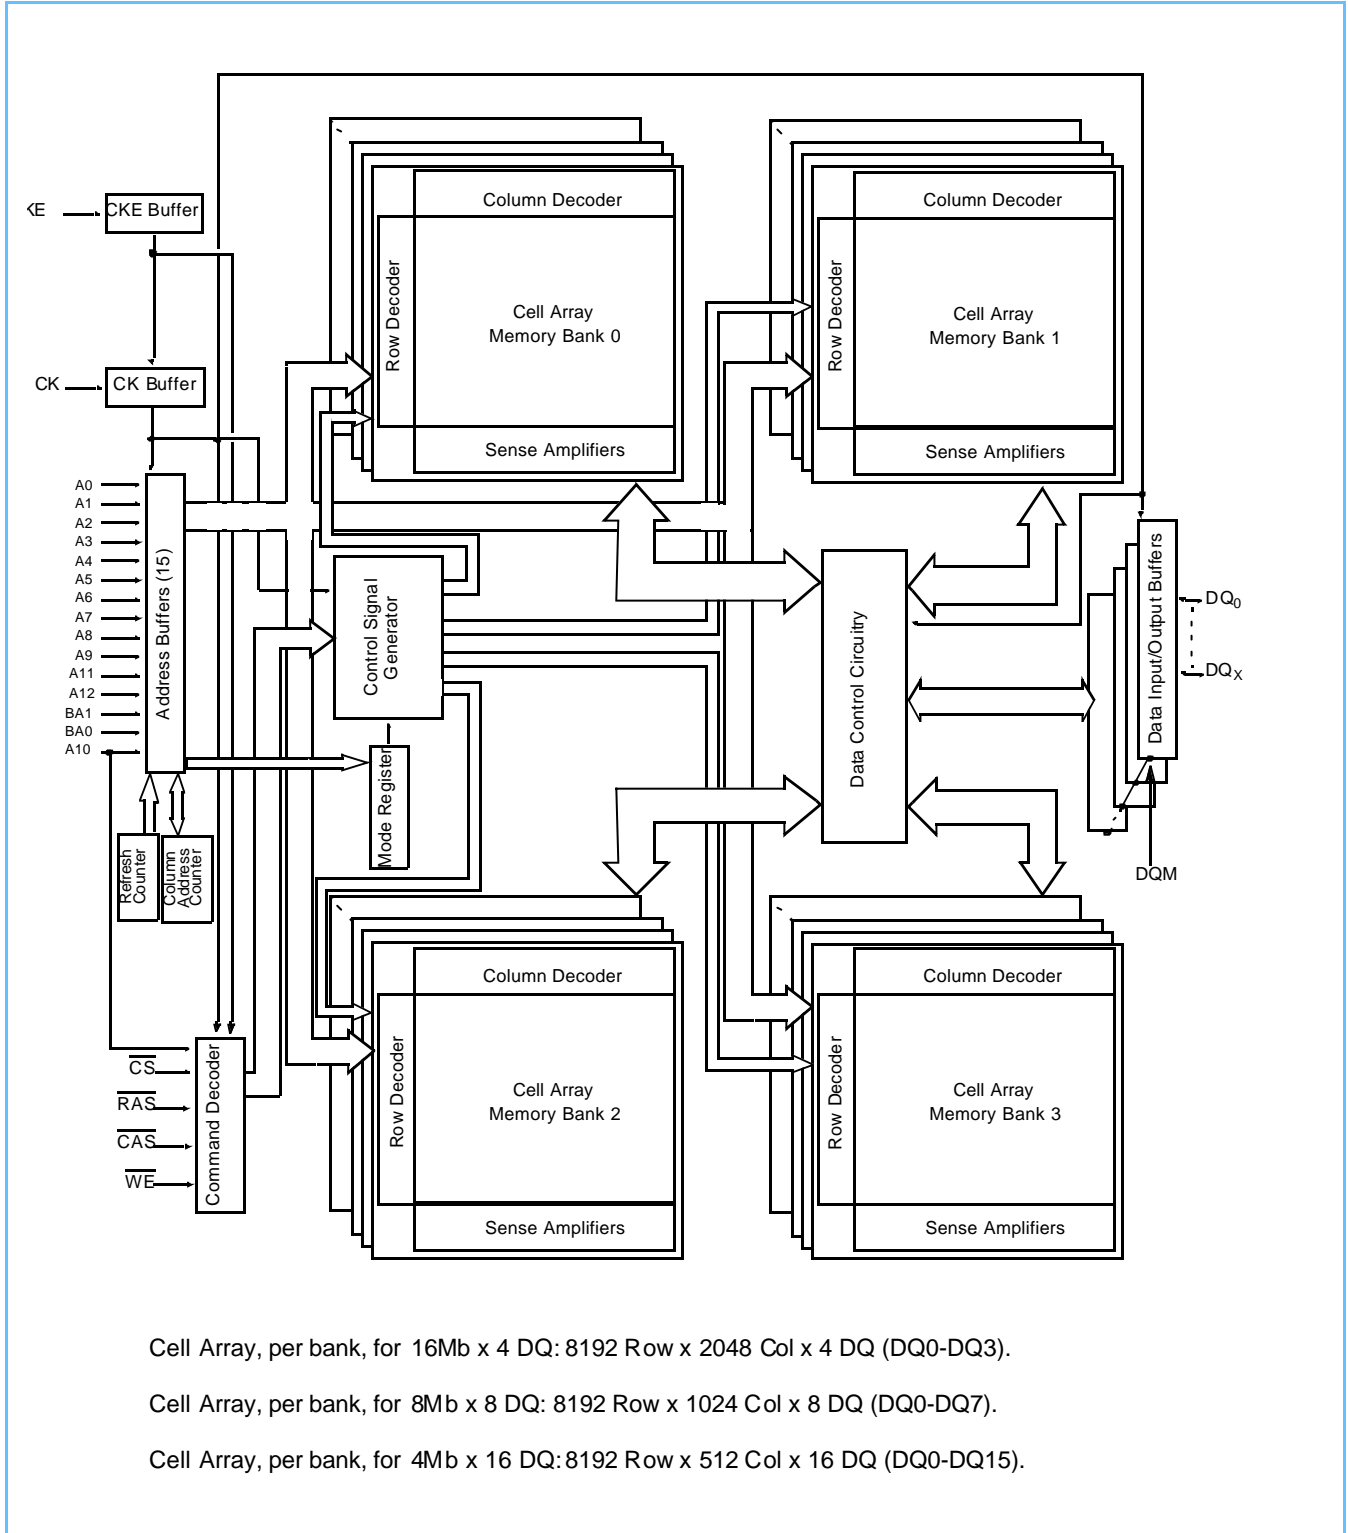 Column Decoder
Column Decoder
KE
CKE Buffer
Row Decoder
Cell Array
Memory Bank 0
Row Decoder
Cell Array
Memory Bank 1
CK
CK Buffer
Sense Amplifiers
Sense Amplifiers
A0
A1
A2
A3
A4
A5
A6
A7
A8
A9
A11
A12
BA1
BA0
A10
Address Buffers (15)
Control Signal
Generator
Mode Register
Data Control Circuitry
Data Input/Output Buffers
DQ0
DQX
DQM
Refresh
Counter
Column
Address
Counter
Column Decoder
Column Decoder
CS
RAS
CAS
WE
Command Decoder
Row Decoder
Cell Array
Memory Bank 2
Row Decoder
Cell Array
Memory Bank 3
Sense Amplifiers
Sense Amplifiers
Cell Array, per bank, for 16Mb x 4 DQ: 8192 Row x 2048 Col x 4 DQ (DQ0-DQ3).
Cell Array, per bank, for 8Mb x 8 DQ: 8192 Row x 1024 Col x 8 DQ (DQ0-DQ7).
Cell Array, per bank, for 4Mb x 16 DQ: 8192 Row x 512 Col x 16 DQ (DQ0-DQ15).